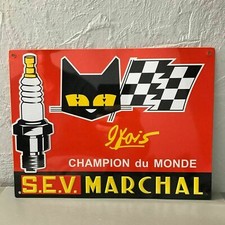 9 fois
CHAMPION du MONDE
S.E.V. MARCHAL